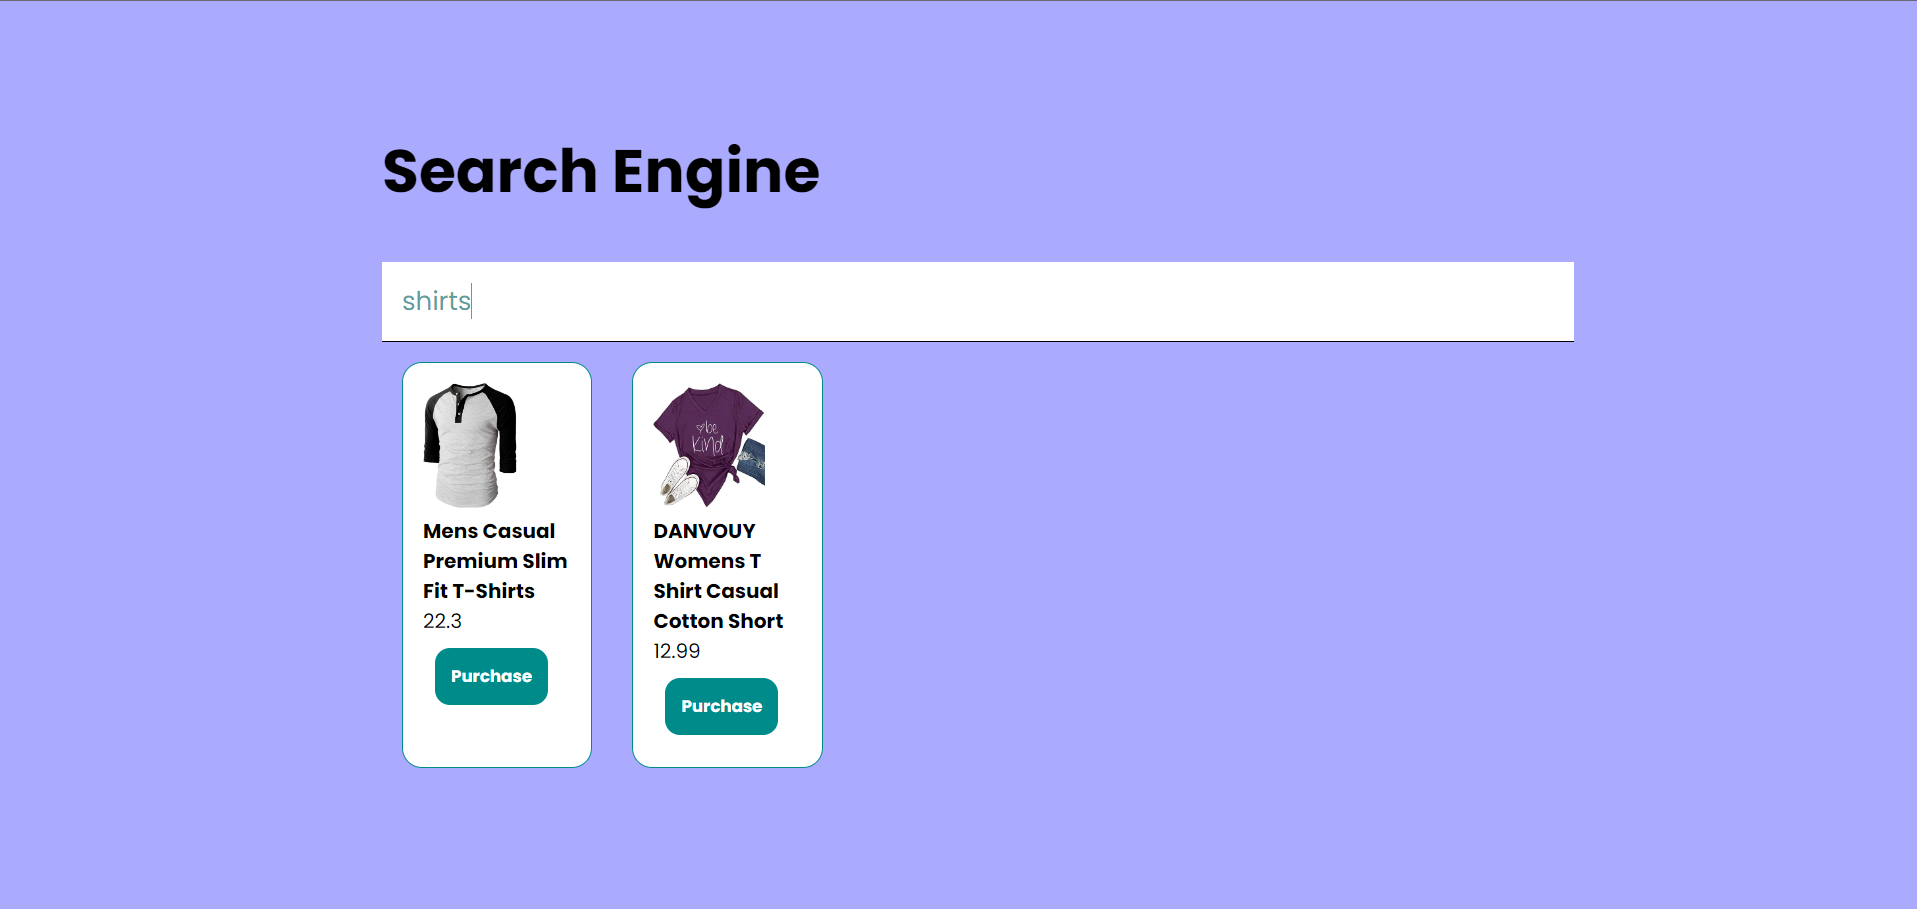 Search Engine
shirts
be
Kind
Mens Casual
Premium Slim
Fit T-Shirts
22.3
Purchase
DANVOUY
Womens T
Shirt Casual
Cotton Short
12.99
Purchase